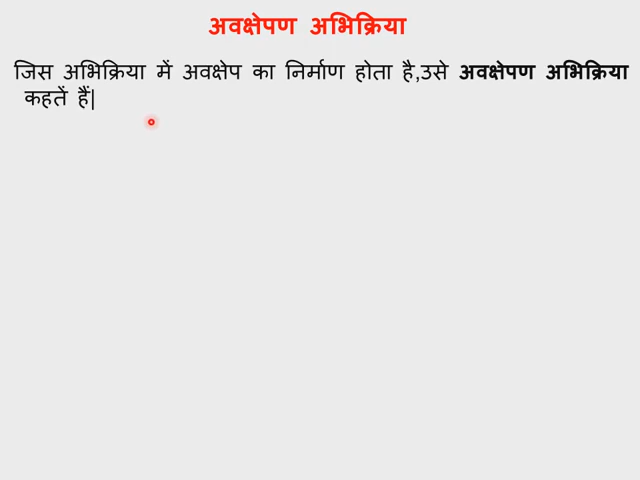 अवक्षेपण अभिक्रिया
जिस अभिक्रिया में अवक्षेप का निर्माण होता है,उसे अवक्षेपण अभिक्रिया
कहतें हैं|